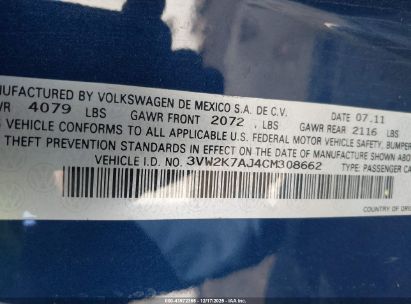 MANUFACTURED BY VOLKSWAGEN DE MEXICO S.A. DE C.V. DATE 07.11
4079 LBS GAWR FRONT 2072 LBS GAWR REAR 2116 LBS
VEHICLE CONFORMS TO ALL APPLICABLE U.S. FEDERAL MOTOR VEHICLE SAFETY, BUMPER
THEFT PREVENTION STANDARDS IN EFFECT ON THE DATE OF MANUFACTURE SHOWN ABO
VEHICLE I.D. NO. 3VW2K7AJ4CM308662 TYPE: PASSENGER CA
COUNTRY OF ORI